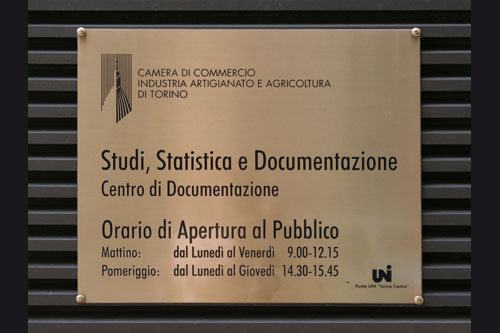 CAMERA DI COMMERCIO
INDUSTRIA ARTIGIANATO E AGRICOLTURA
DI TORINO
Studi, Statistica e Documentazione
Centro di Documentazione
Orario di Apertura al Pubblico
Mattino: dal Lunedì al Venerdì 9.00-12.15
Pomeriggio: dal Lunedì al Giovedì 14.30-15.45
UNI
Punto UNI "Torino Centro"